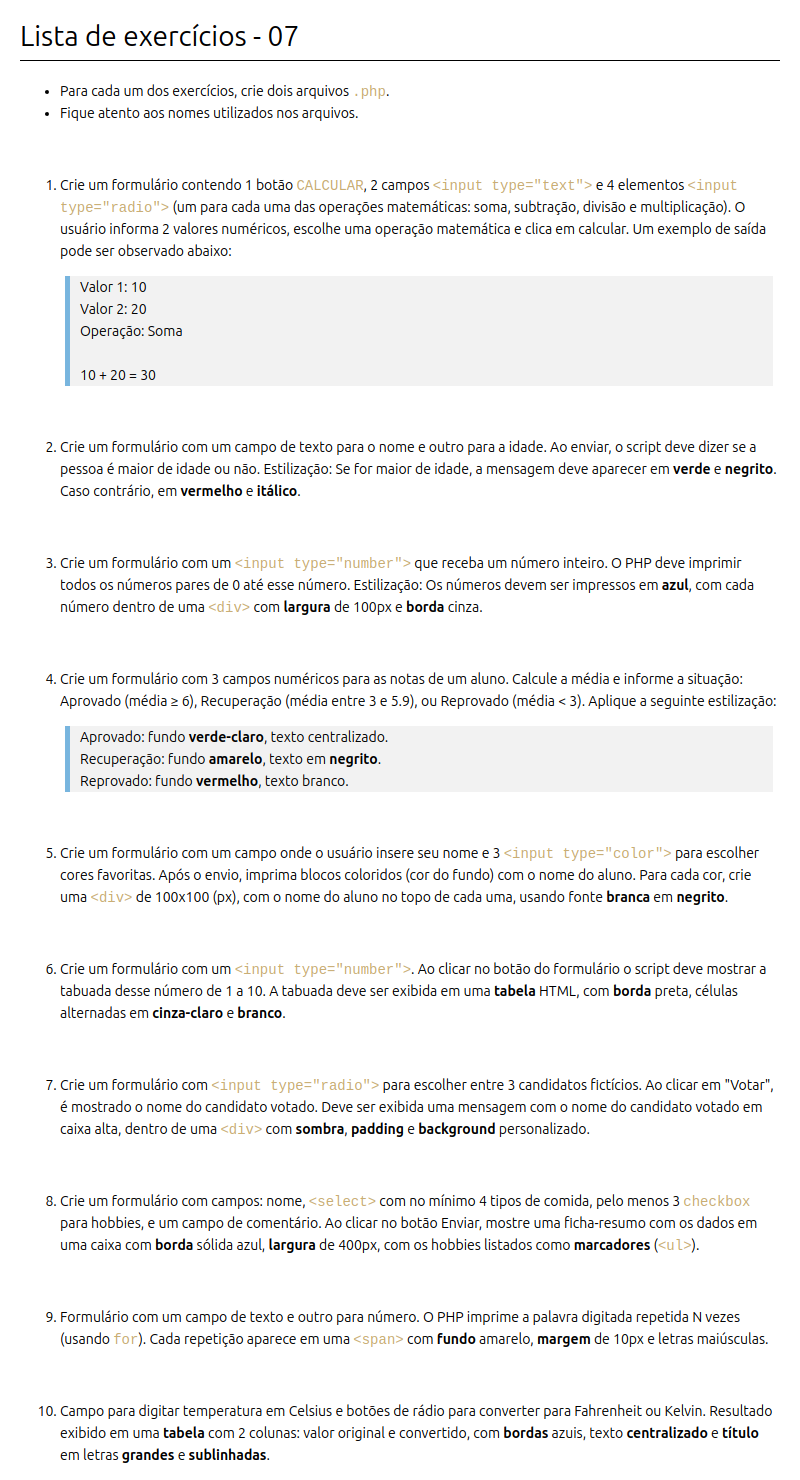 Lista de exercícios - 07
• Para cada um dos exercícios, crie dois arquivos .php.
• Fique atento aos nomes utilizados nos arquivos.
1. Crie um formulário contendo 1 botão CALCULAR, 2 campos <input type="text"> e 4 elementos <input
type="radio"> (um para cada uma das operações matemáticas: soma, subtração, divisão e multiplicação). O
usuário informa 2 valores numéricos, escolhe uma operação matemática e clica em calcular. Um exemplo de saída
pode ser observado abaixo:
Valor 1: 10
Valor 2: 20
Operação: Soma
10 + 20 = 30
2. Crie um formulário com um campo de texto para o nome e outro para a idade. Ao enviar, o script deve dizer se a
pessoa é maior de idade ou não. Estilização: Se for maior de idade, a mensagem deve aparecer em verde e negrito.
Caso contrário, em vermelho e itálico.
3. Crie um formulário com um <input type="number"> que receba um número inteiro. O PHP deve imprimir
todos os números pares de 0 até esse número. Estilização: Os números devem ser impressos em azul, com cada
número dentro de uma <div> com largura de 100px e borda cinza.
4. Crie um formulário com 3 campos numéricos para as notas de um aluno. Calcule a média e informe a situação:
Aprovado (média ≥ 6), Recuperação (média entre 3 e 5.9), ou Reprovado (média < 3). Aplique a seguinte estilização:
Aprovado: fundo verde-claro, texto centralizado.
Recuperação: fundo amarelo, texto em negrito.
Reprovado: fundo vermelho, texto branco.
5. Crie um formulário com um campo onde o usuário insere seu nome e 3 <input type="color"> para escolher
cores favoritas. Após o envio, imprima blocos coloridos (cor do fundo) com o nome do aluno. Para cada cor, crie
uma <div> de 100x100 (px), com o nome do aluno no topo de cada uma, usando fonte branca em negrito.
6. Crie um formulário com um <input type="number">. Ao clicar no botão do formulário o script deve mostrar a
tabuada desse número de 1 a 10. A tabuada deve ser exibida em uma tabela HTML, com borda preta, células
alternadas em cinza-claro e branco.
7. Crie um formulário com <input type="radio"> para escolher entre 3 candidatos fictícios. Ao clicar em "Votar",
é mostrado o nome do candidato votado. Deve ser exibida uma mensagem com o nome do candidato votado em
caixa alta, dentro de uma <div> com sombra, padding e background personalizado.
8. Crie um formulário com campos: nome, <select> com no mínimo 4 tipos de comida, pelo menos 3 checkbox
para hobbies, e um campo de comentário. Ao clicar no botão Enviar, mostre uma ficha-resumo com os dados em
uma caixa com borda sólida azul, largura de 400px, com os hobbies listados como marcadores (<ul>).
9. Formulário com um campo de texto e outro para número. O PHP imprime a palavra digitada repetida N vezes
(usando for). Cada repetição aparece em uma <span> com fundo amarelo, margem de 10px e letras maiúsculas.
10. Campo para digitar temperatura em Celsius e botões de rádio para converter para Fahrenheit ou Kelvin. Resultado
exibido em uma tabela com 2 colunas: valor original e convertido, com bordas azuis, texto centralizado e título
em letras grandes e sublinhadas.